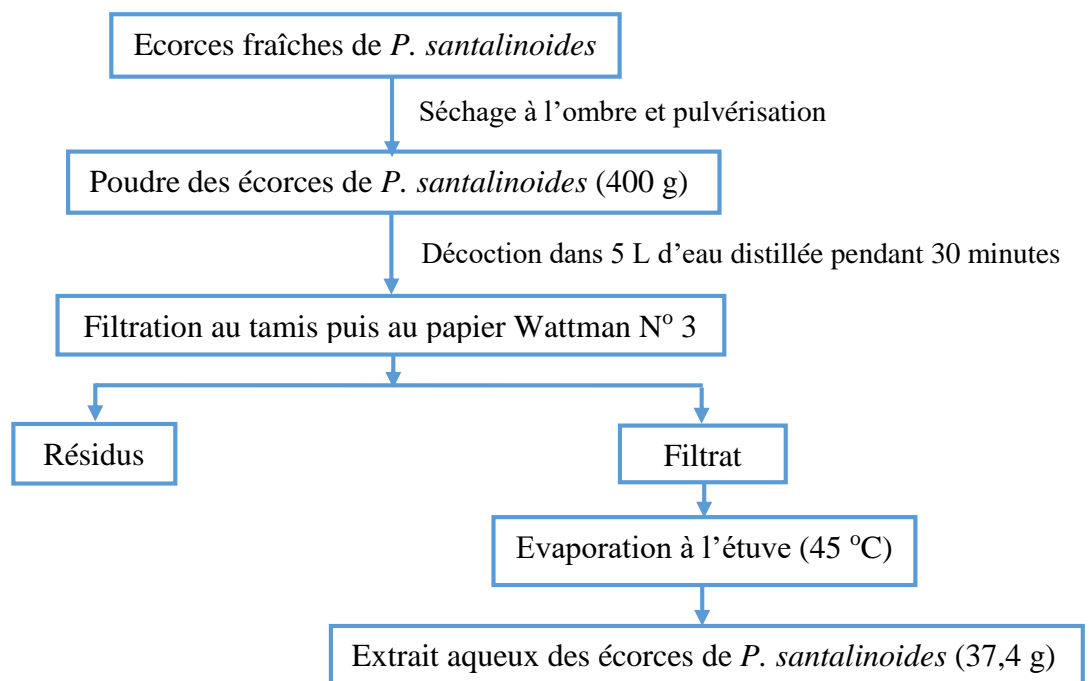 Ecorces fraîches de P. santalinoides
Séchage à l’ombre et pulvérisation
Poudre des écorces de P. santalinoides (400 g)
Décoction dans 5 L d’eau distillée pendant 30 minutes
Filtration au tamis puis au papier Wattman Nº 3
Résidus
Filtrat
Evaporation à l’étuve (45 ºC)
Extrait aqueux des écorces de P. santalinoides (37,4 g)